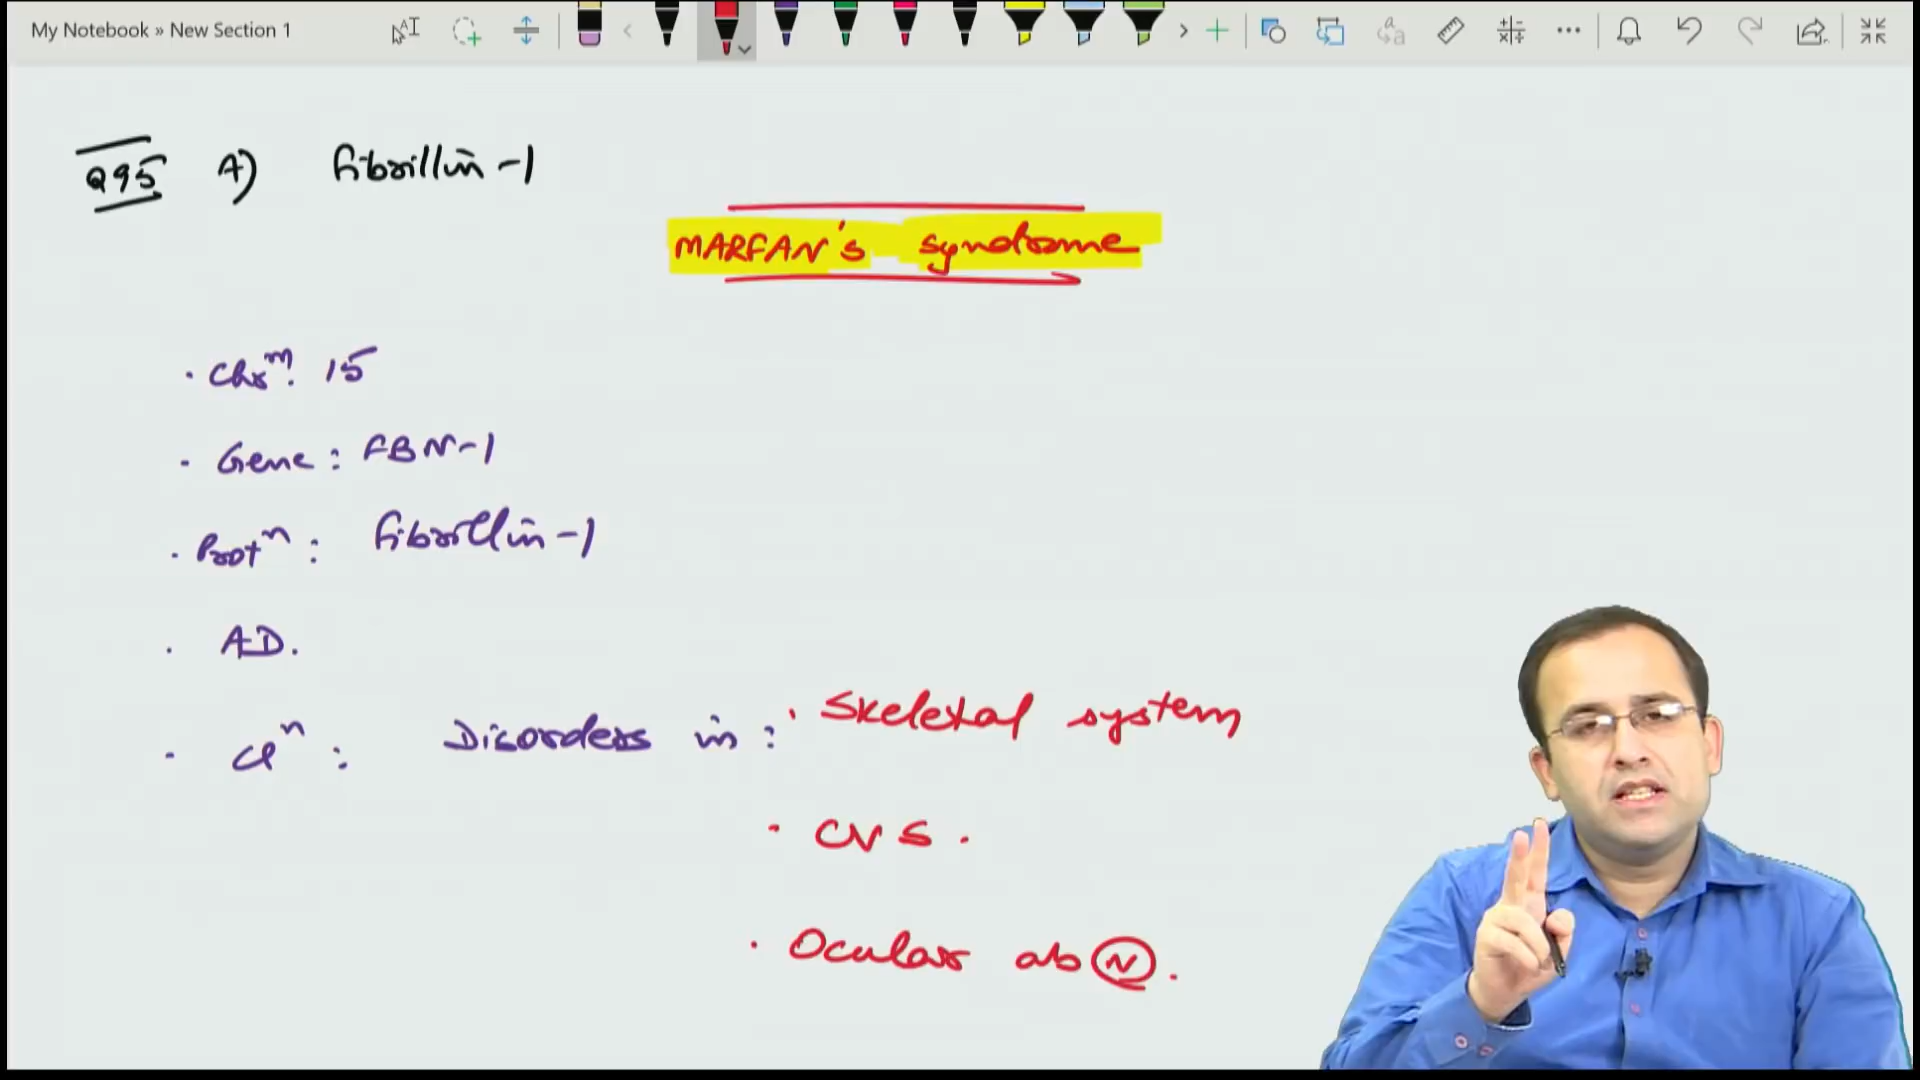 My Notebook » New Section 1
Q95 A) Fibrillin-1
MARFAN's syndrome
· Chrᵐ. 15
· Gene: FBN-1
· Protⁿ: Fibrillin-1
· AD.
· Clⁿ: Disorders in: · Skeletal system
· CVS.
· Ocular abⓃ.